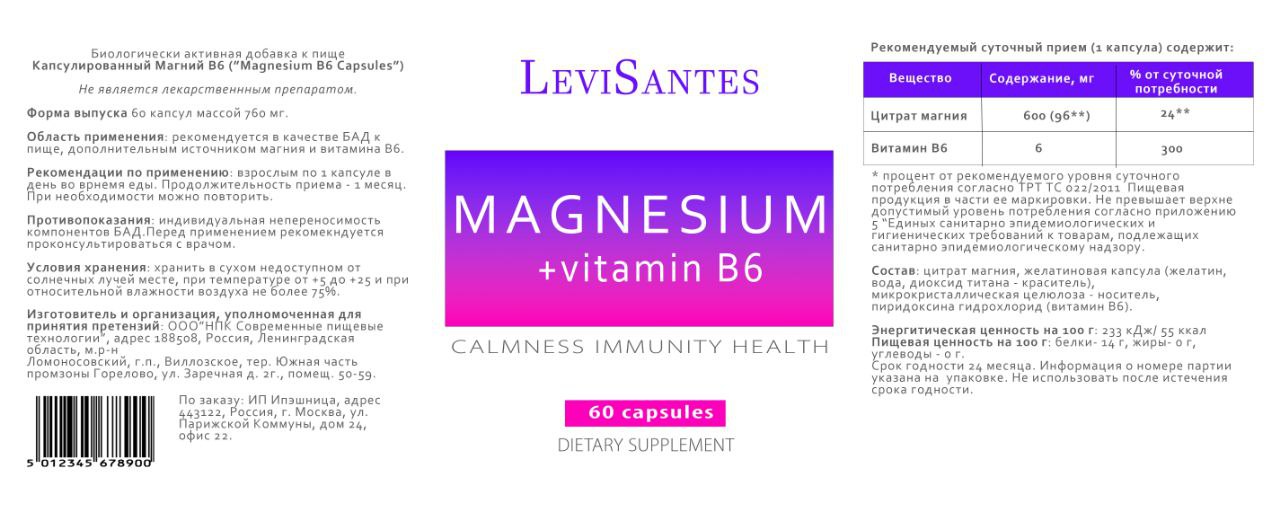 Биологически активная добавка к пище
Капсулированный Магний В6 ("Magnesium B6 Capsules")
Не является лекарственнным препаратом.
Форма выпуска 60 капсул массой 760 мг.
Область применения: рекомендуется в качестве БАД к
пище, дополнительным источником магния и витамина В6.
Рекомендации по применению: взрослым по 1 капсуле в
день во врнемя еды. Продолжительность приема - 1 месяц.
При необходимости можно повторить.
Противопоказания: индивидуальная непереносимость
компонентов БАД.Перед применением рекомекндуется
проконсультироваться с врачом.
Условия хранения: хранить в сухом недоступном от
солнечных лучей месте, при температуре от +5 до +25 и при
относительной влажности воздуха не более 75%.
Изготовитель и организация, уполномоченная для
принятия претензий: ООО"НПК Современные пищевые
технологии", адрес 188508, Россия, Ленинградская
область, м.р-н
Ломоносовский, г.п., Виллозское, тер. Южная часть
промзоны Горелово, ул. Заречная д. 2г., помещ. 50-59.
5 012345 678900
По заказу: ИП Ипэшница, адрес
443122, Россия, г. Москва, ул.
Парижской Коммуны, дом 24,
офис 22.
LEVISANTES
MAGNESIUM
+vitamin B6
CALMNESS IMMUNITY HEALTH
60 capsules
DIETARY SUPPLEMENT
Рекомендуемый суточный прием (1 капсула) содержит:
Вещество Содержание, мг % от суточной
потребности
Цитрат магния 600 (96**) 24**
Витамин В6 6 300
* процент от рекомендуемого уровня суточного
потребления согласно ТРТ ТС 022/2011 Пищевая
продукция в части ее маркировки. Не превышает верхне
допустимый уровень потребления согласно приложению
5 "Единых санитарно эпидемиологических и
гигиенических требований к товарам, подлежащих
санитарно эпидемиологическому надзору.
Состав: цитрат магния, желатиновая капсула (желатин,
вода, диоксид титана - краситель),
микрокристаллическая целюлоза - носитель,
пиридоксина гидрохлорид (витамин В6).
Энергитическая ценность на 100 г: 233 кДж/ 55 ккал
Пищевая ценность на 100 г: белки- 14 г, жиры- 0 г,
углеводы - 0 г.
Срок годности 24 месяца. Информация о номере партии
указана на упаковке. Не использовать после истечения
срока годности.